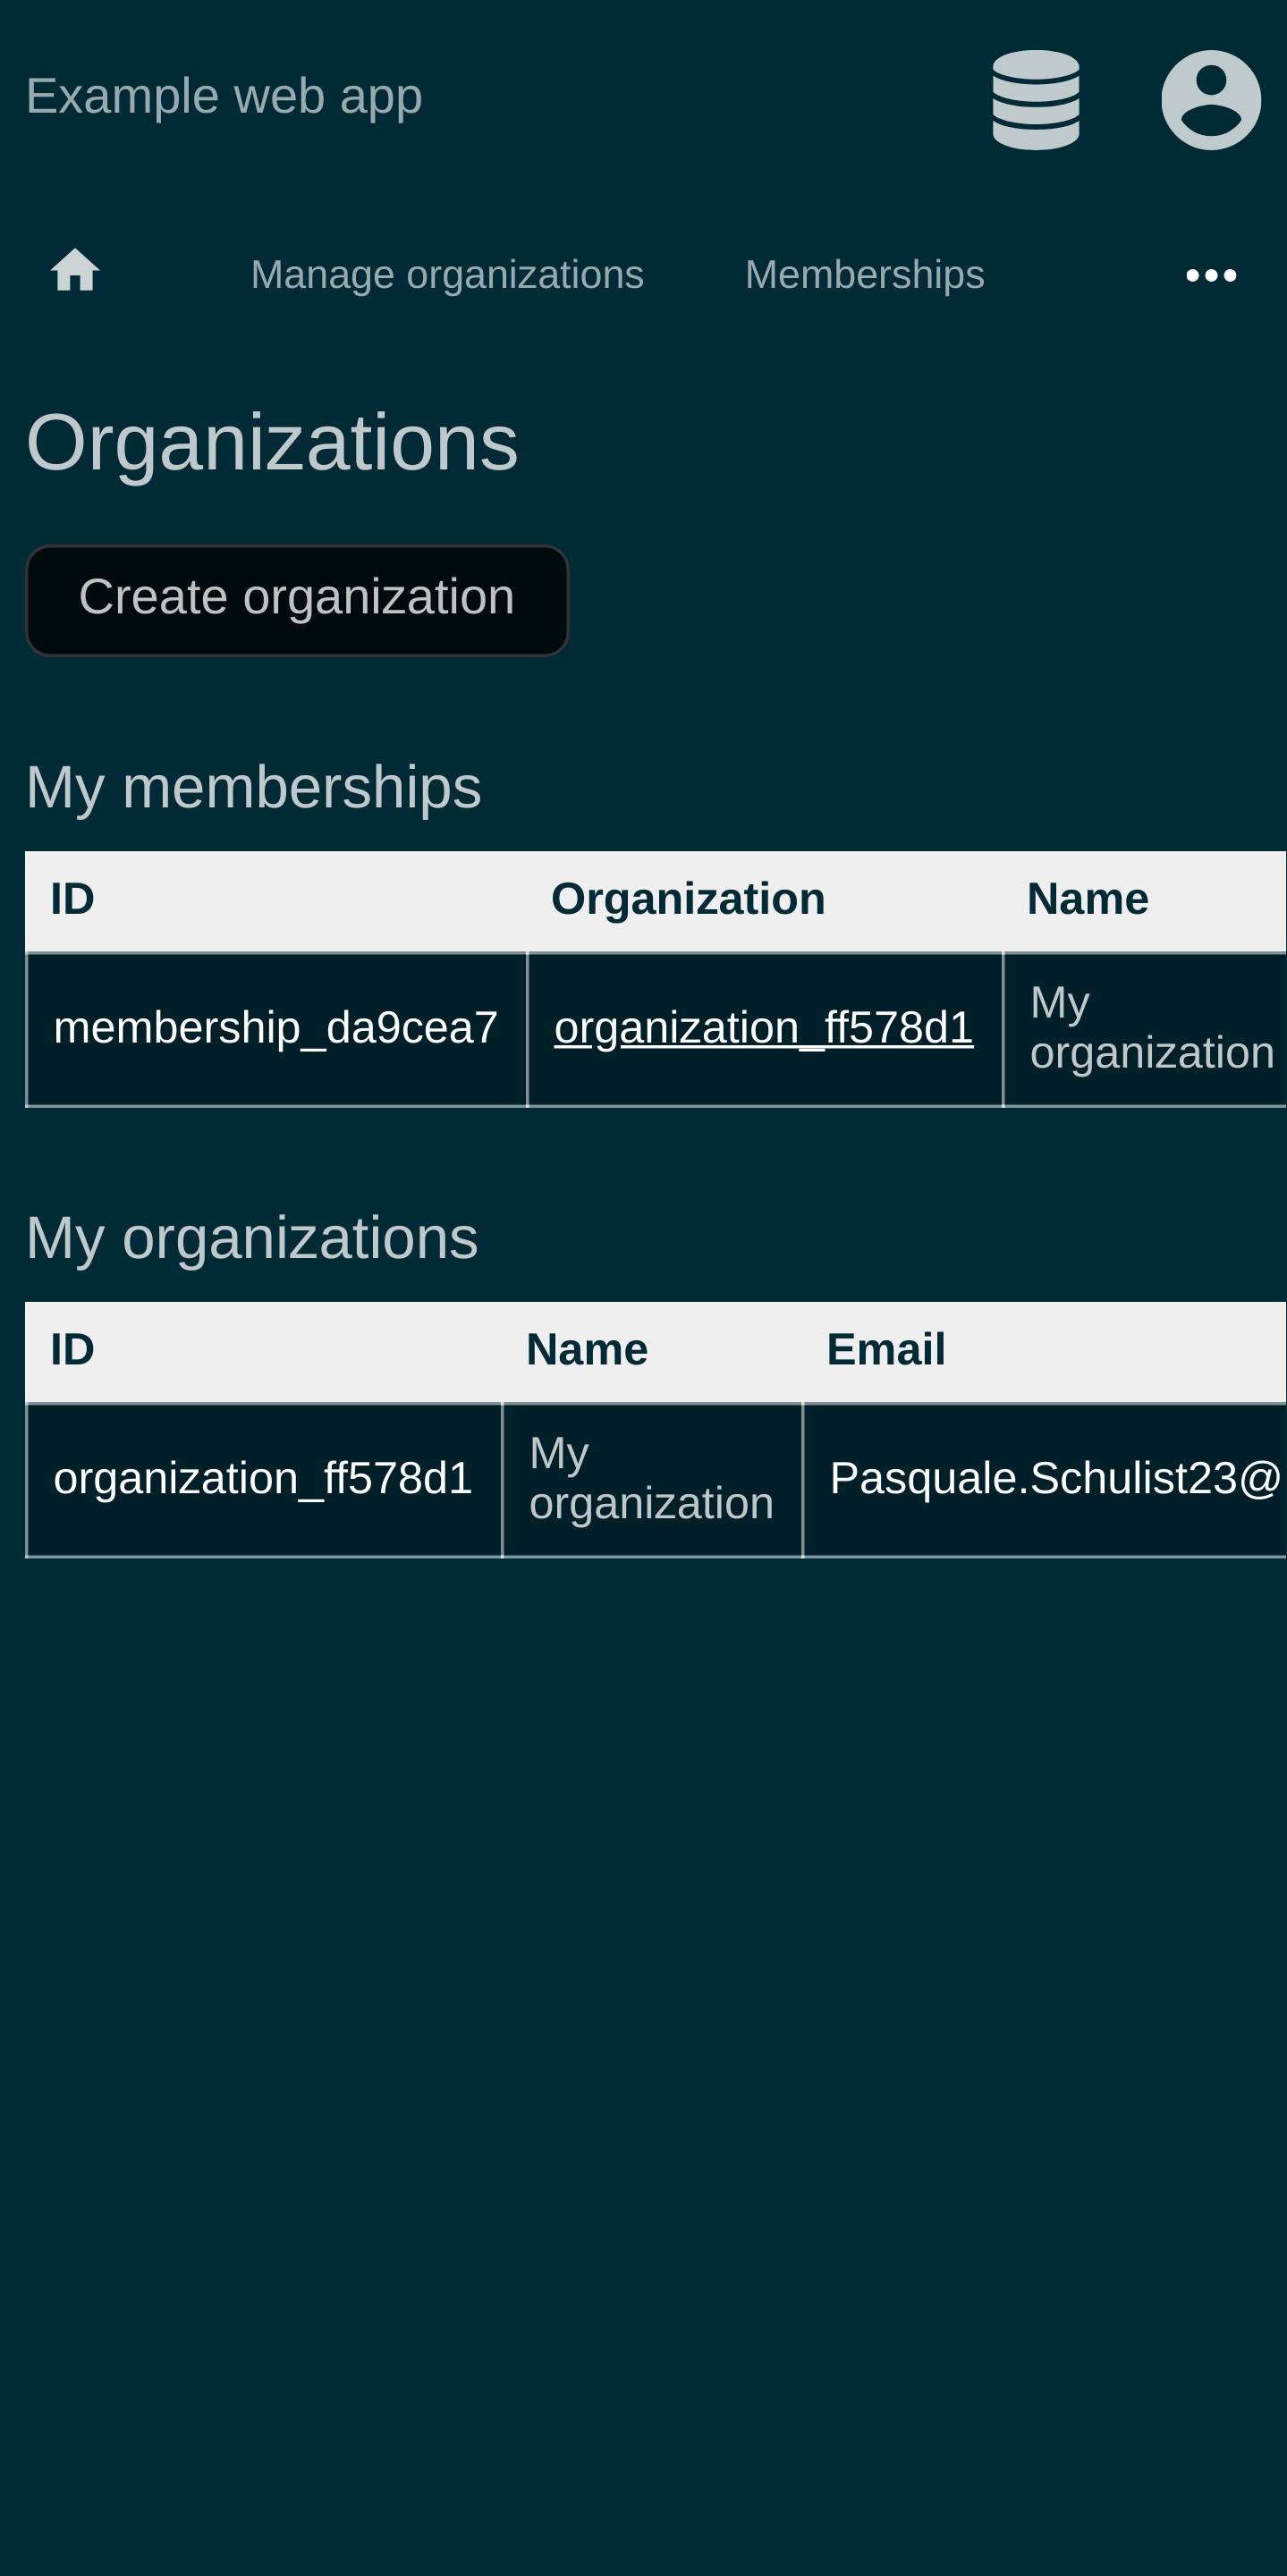 Example web app
Manage organizations Memberships
Organizations
Create organization
My memberships
ID Organization Name
membership_da9cea7 organization_ff578d1 My
organization
My organizations
ID Name Email
organization_ff578d1 My
organization Pasquale.Schulist23@